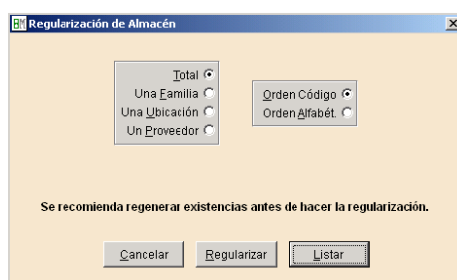 Regularización de Almacén
Total
Una Familia
Una Ubicación
Un Proveedor
Orden Código
Orden Alfabét.
Se recomienda regenerar existencias antes de hacer la regularización.
Cancelar
Regularizar
Listar